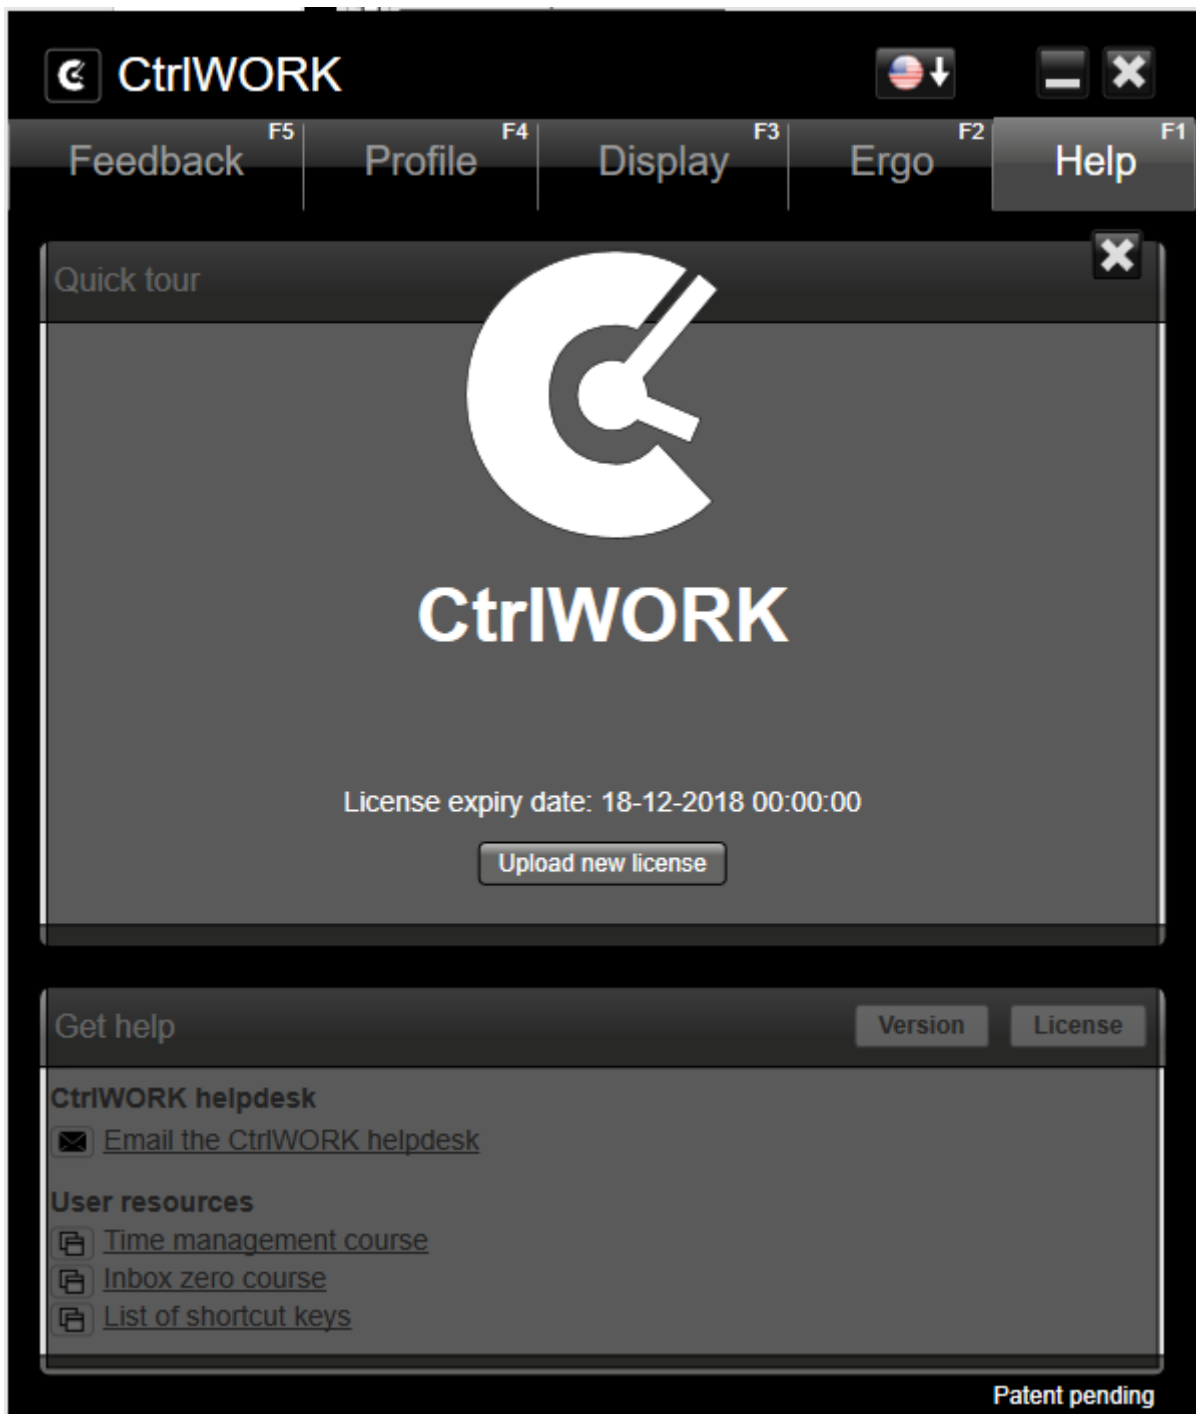 CtrlWORK
F5 F4 F3 F2 F1
Feedback Profile Display Ergo Help
Quick tour
CtrlWORK
License expiry date: 18-12-2018 00:00:00
Upload new license
Get help Version License
CtrlWORK helpdesk
Email the CtrlWORK helpdesk
User resources
Time management course
Inbox zero course
List of shortcut keys
Patent pending